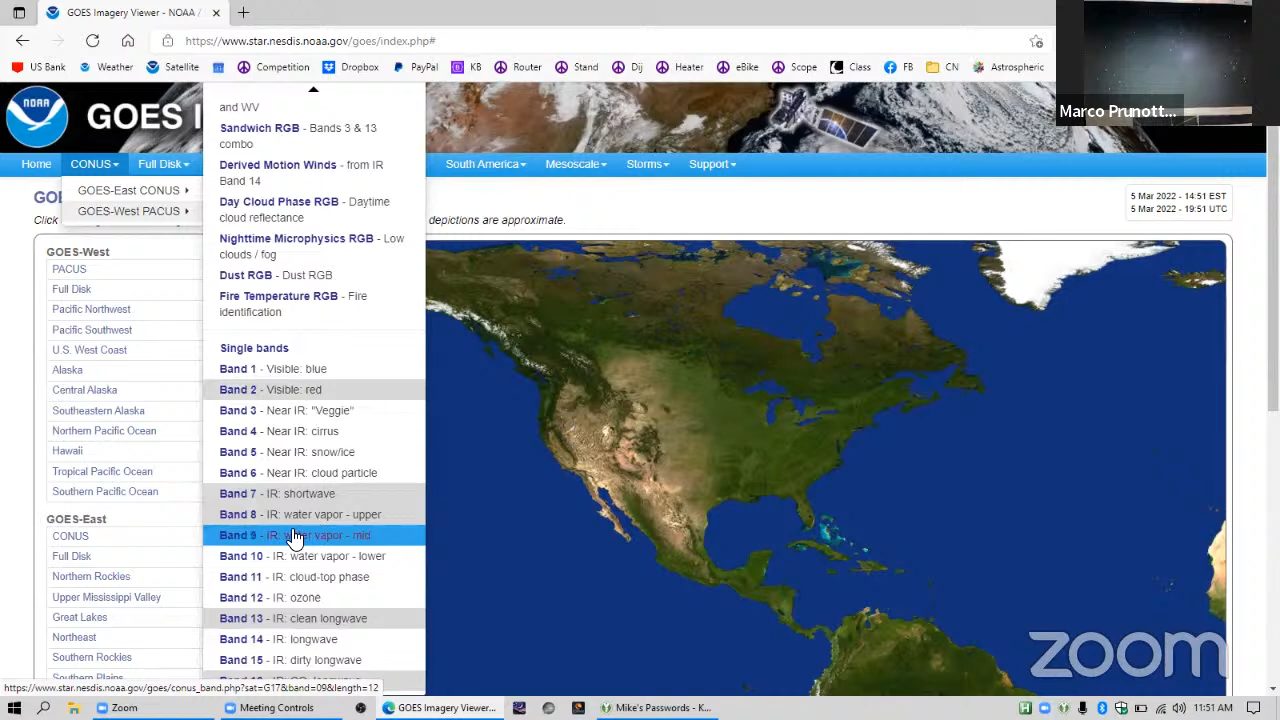 GOES Imagery Viewer - NOAA /
https://www.star.nesdis.noaa.gov/goes/index.php#
US Bank
Weather
Satellite
Competition
Dropbox
PayPal
KB
Router
Stand
Dij
Heater
eBike
Scope
Class
FB
CN
Astrospheric
Marco Prunott...
NOAA
GOES I
Home
CONUS
Full Disk
South America
Mesoscale
Storms
Support
GOES-East CONUS
GOES-West PACUS
GO
Click
depictions are approximate.
5 Mar 2022 - 14:51 EST
5 Mar 2022 - 19:51 UTC
GOES-West
PACUS
Full Disk
Pacific Northwest
Pacific Southwest
U.S. West Coast
Alaska
Central Alaska
Southeastern Alaska
Northern Pacific Ocean
Hawaii
Tropical Pacific Ocean
Southern Pacific Ocean
GOES-East
CONUS
Full Disk
Northern Rockies
Upper Mississippi Valley
Great Lakes
Northeast
Southern Rockies
Southern Plains
and WV
Sandwich RGB - Bands 3 & 13
combo
Derived Motion Winds - from IR
Band 14
Day Cloud Phase RGB - Daytime
cloud reflectance
Nighttime Microphysics RGB - Low
clouds / fog
Dust RGB - Dust RGB
Fire Temperature RGB - Fire
identification
Single bands
Band 1 - Visible: blue
Band 2 - Visible: red
Band 3 - Near IR: "Veggie"
Band 4 - Near IR: cirrus
Band 5 - Near IR: snow/ice
Band 6 - Near IR: cloud particle
Band 7 - IR: shortwave
Band 8 - IR: water vapor - upper
Band 9 - IR: water vapor - mid
Band 10 - IR: water vapor - lower
Band 11 - IR: cloud-top phase
Band 12 - IR: ozone
Band 13 - IR: clean longwave
Band 14 - IR: longwave
Band 15 - IR: dirty longwave
zoom
https://www.star.nesdis.noaa.gov/goes/conus_band.php?sat=G17&band=09&length=12
Zoom
Meeting Controls
GOES Imagery Viewer...
Mike's Passwords - K...
11:51 AM